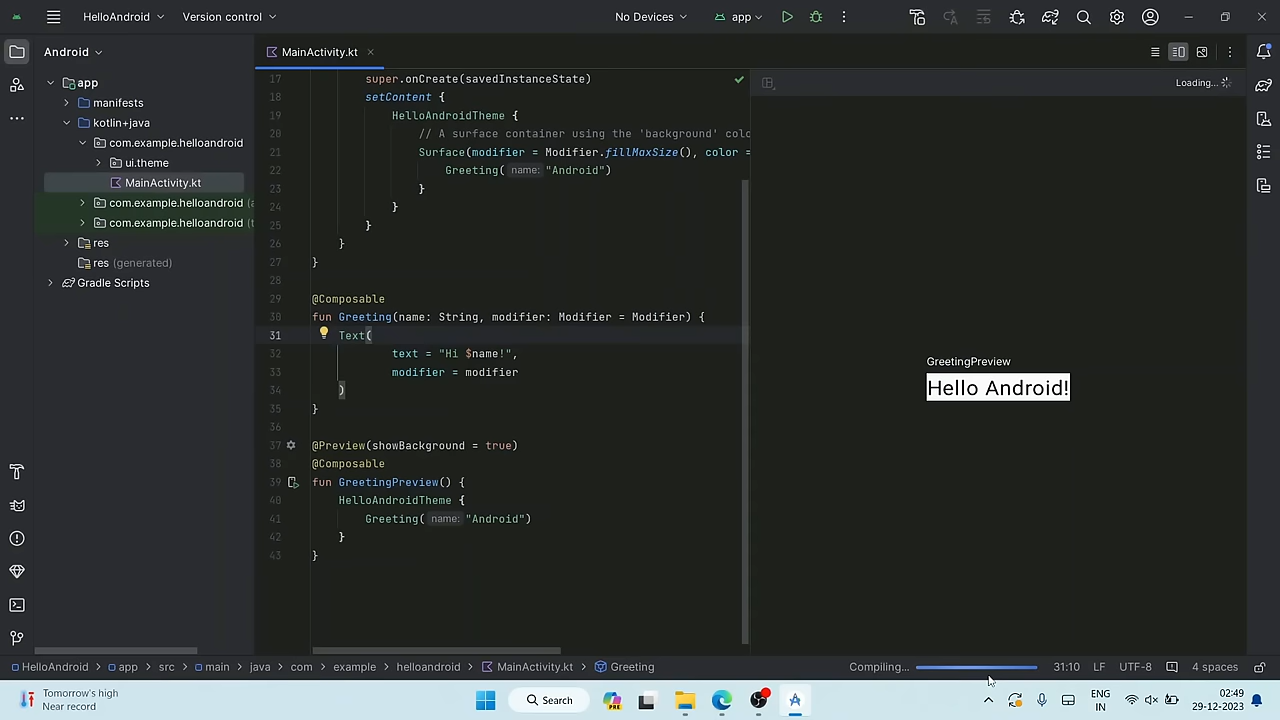 HelloAndroid Version control No Devices app
Android MainActivity.kt
app
manifests
kotlin+java
com.example.helloandroid
ui.theme
MainActivity.kt
com.example.helloandroid (a
com.example.helloandroid (t
res
res (generated)
Gradle Scripts
17 super.onCreate(savedInstanceState)
18 setContent {
19 HelloAndroidTheme {
20 // A surface container using the 'background' colo
21 Surface(modifier = Modifier.fillMaxSize(), color =
22 Greeting( name: "Android")
23 }
24 }
25 }
26 }
27 }
28
29 @Composable
30 fun Greeting(name: String, modifier: Modifier = Modifier) {
31 Text(
32 text = "Hi $name!",
33 modifier = modifier
34 )
35 }
36
37 @Preview(showBackground = true)
38 @Composable
39 fun GreetingPreview() {
40 HelloAndroidTheme {
41 Greeting( name: "Android")
42 }
43 }
Loading...
GreetingPreview
Hello Android!
HelloAndroid > app > src > main > java > com > example > helloandroid > MainActivity.kt > Greeting Compiling... 31:10 LF UTF-8 4 spaces
Tomorrow's high
Near record
Search
PRE
ENG
IN
02:49
29-12-2023